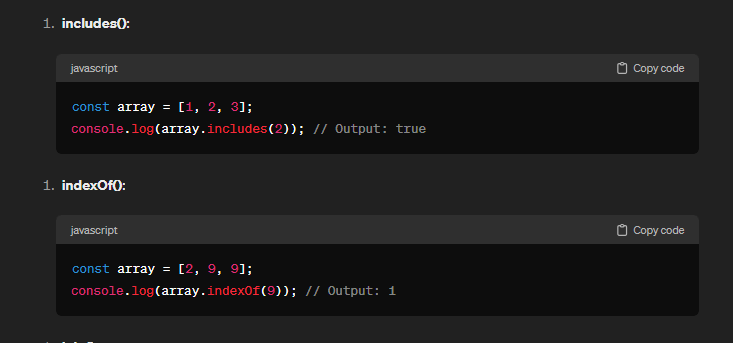 1. includes():
javascript
Copy code
const array = [1, 2, 3];
console.log(array.includes(2)); // Output: true
1. indexOf():
javascript
Copy code
const array = [2, 9, 9];
console.log(array.indexOf(9)); // Output: 1